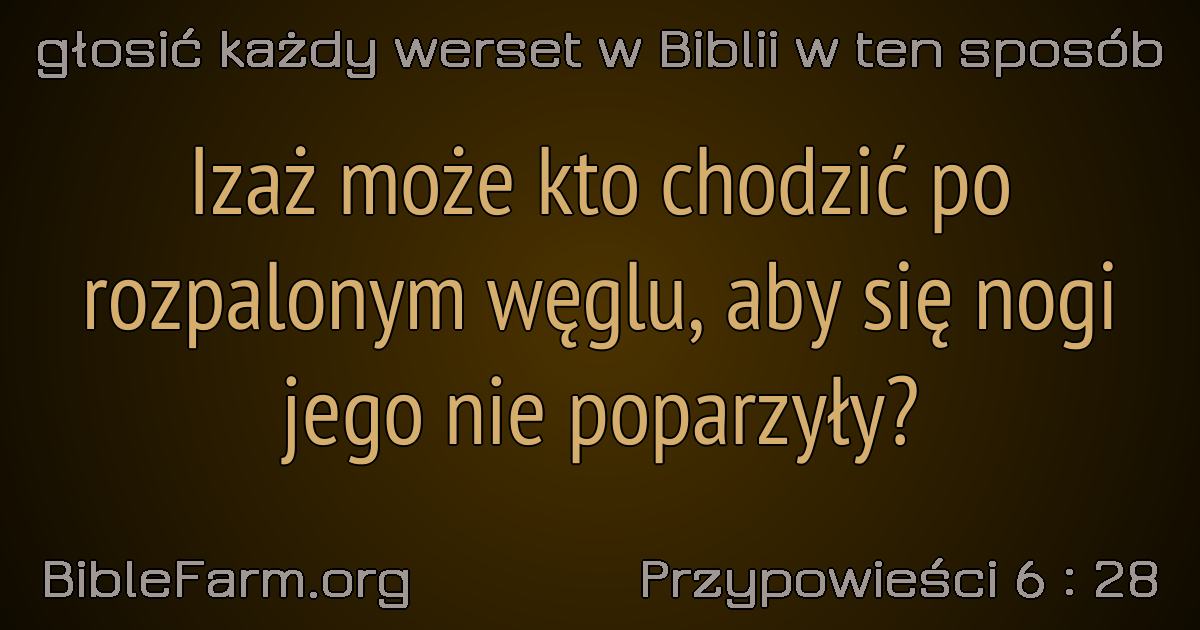 głosić każdy werset w Biblii w ten sposób
Izaż może kto chodzić po
rozpalonym węglu, aby się nogi
jego nie poparzyły?
BibleFarm.org
Przypowieści 6 : 28